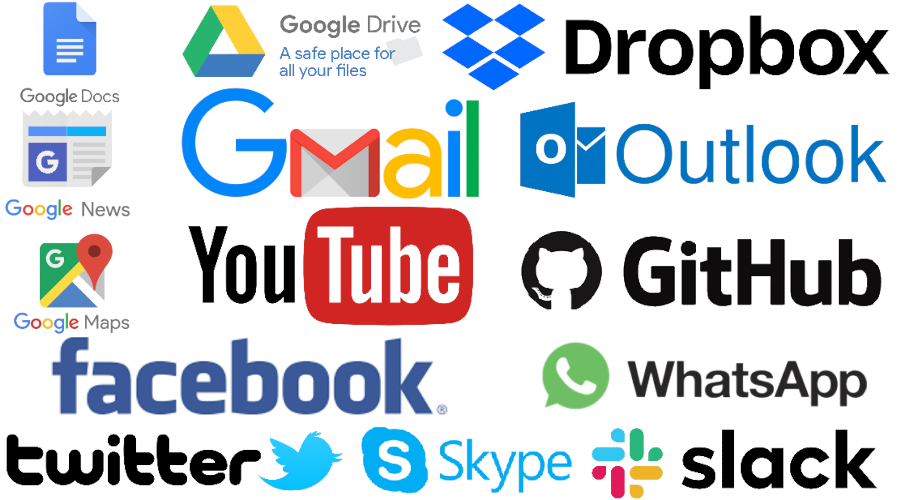 Google Drive
A safe place for
all your files
Dropbox
Google Docs
Gmail
Outlook
G
Google News
YouTube
GitHub
G
Google Maps
facebook®
WhatsApp
twitter
S
Skype
slack